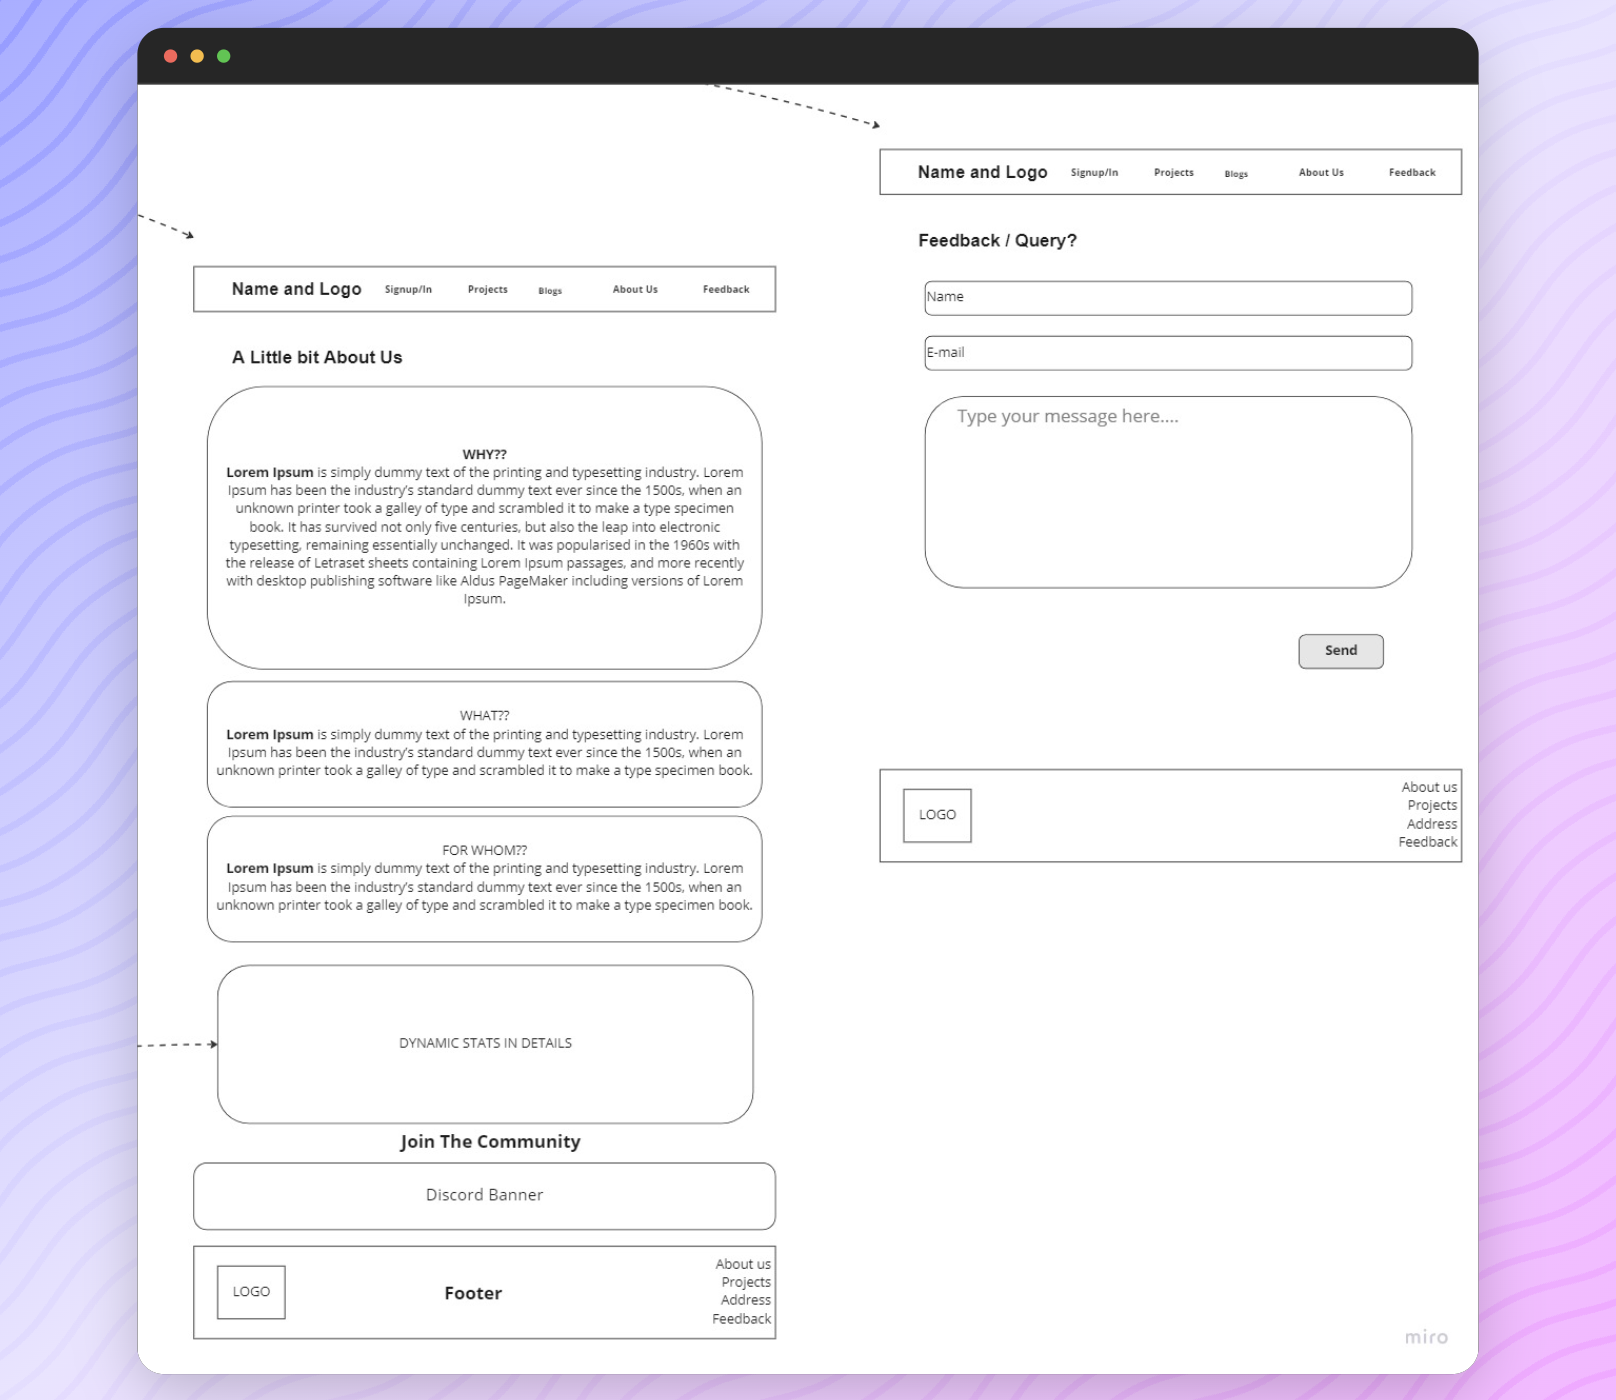 Name and Logo Signup/In Projects Blogs About Us Feedback
A Little bit About Us
WHY??
Lorem Ipsum is simply dummy text of the printing and typesetting industry. Lorem
Ipsum has been the industry's standard dummy text ever since the 1500s, when an
unknown printer took a galley of type and scrambled it to make a type specimen
book. It has survived not only five centuries, but also the leap into electronic
typesetting, remaining essentially unchanged. It was popularised in the 1960s with
the release of Letraset sheets containing Lorem Ipsum passages, and more recently
with desktop publishing software like Aldus PageMaker including versions of Lorem
Ipsum.
WHAT??
Lorem Ipsum is simply dummy text of the printing and typesetting industry. Lorem
Ipsum has been the industry's standard dummy text ever since the 1500s, when an
unknown printer took a galley of type and scrambled it to make a type specimen book.
FOR WHOM??
Lorem Ipsum is simply dummy text of the printing and typesetting industry. Lorem
Ipsum has been the industry's standard dummy text ever since the 1500s, when an
unknown printer took a galley of type and scrambled it to make a type specimen book.
DYNAMIC STATS IN DETAILS
Join The Community
Discord Banner
LOGO
Footer
About us
Projects
Address
Feedback
Name and Logo Signup/In Projects Blogs About Us Feedback
Feedback / Query?
Name
E-mail
Type your message here....
Send
LOGO
About us
Projects
Address
Feedback
miro